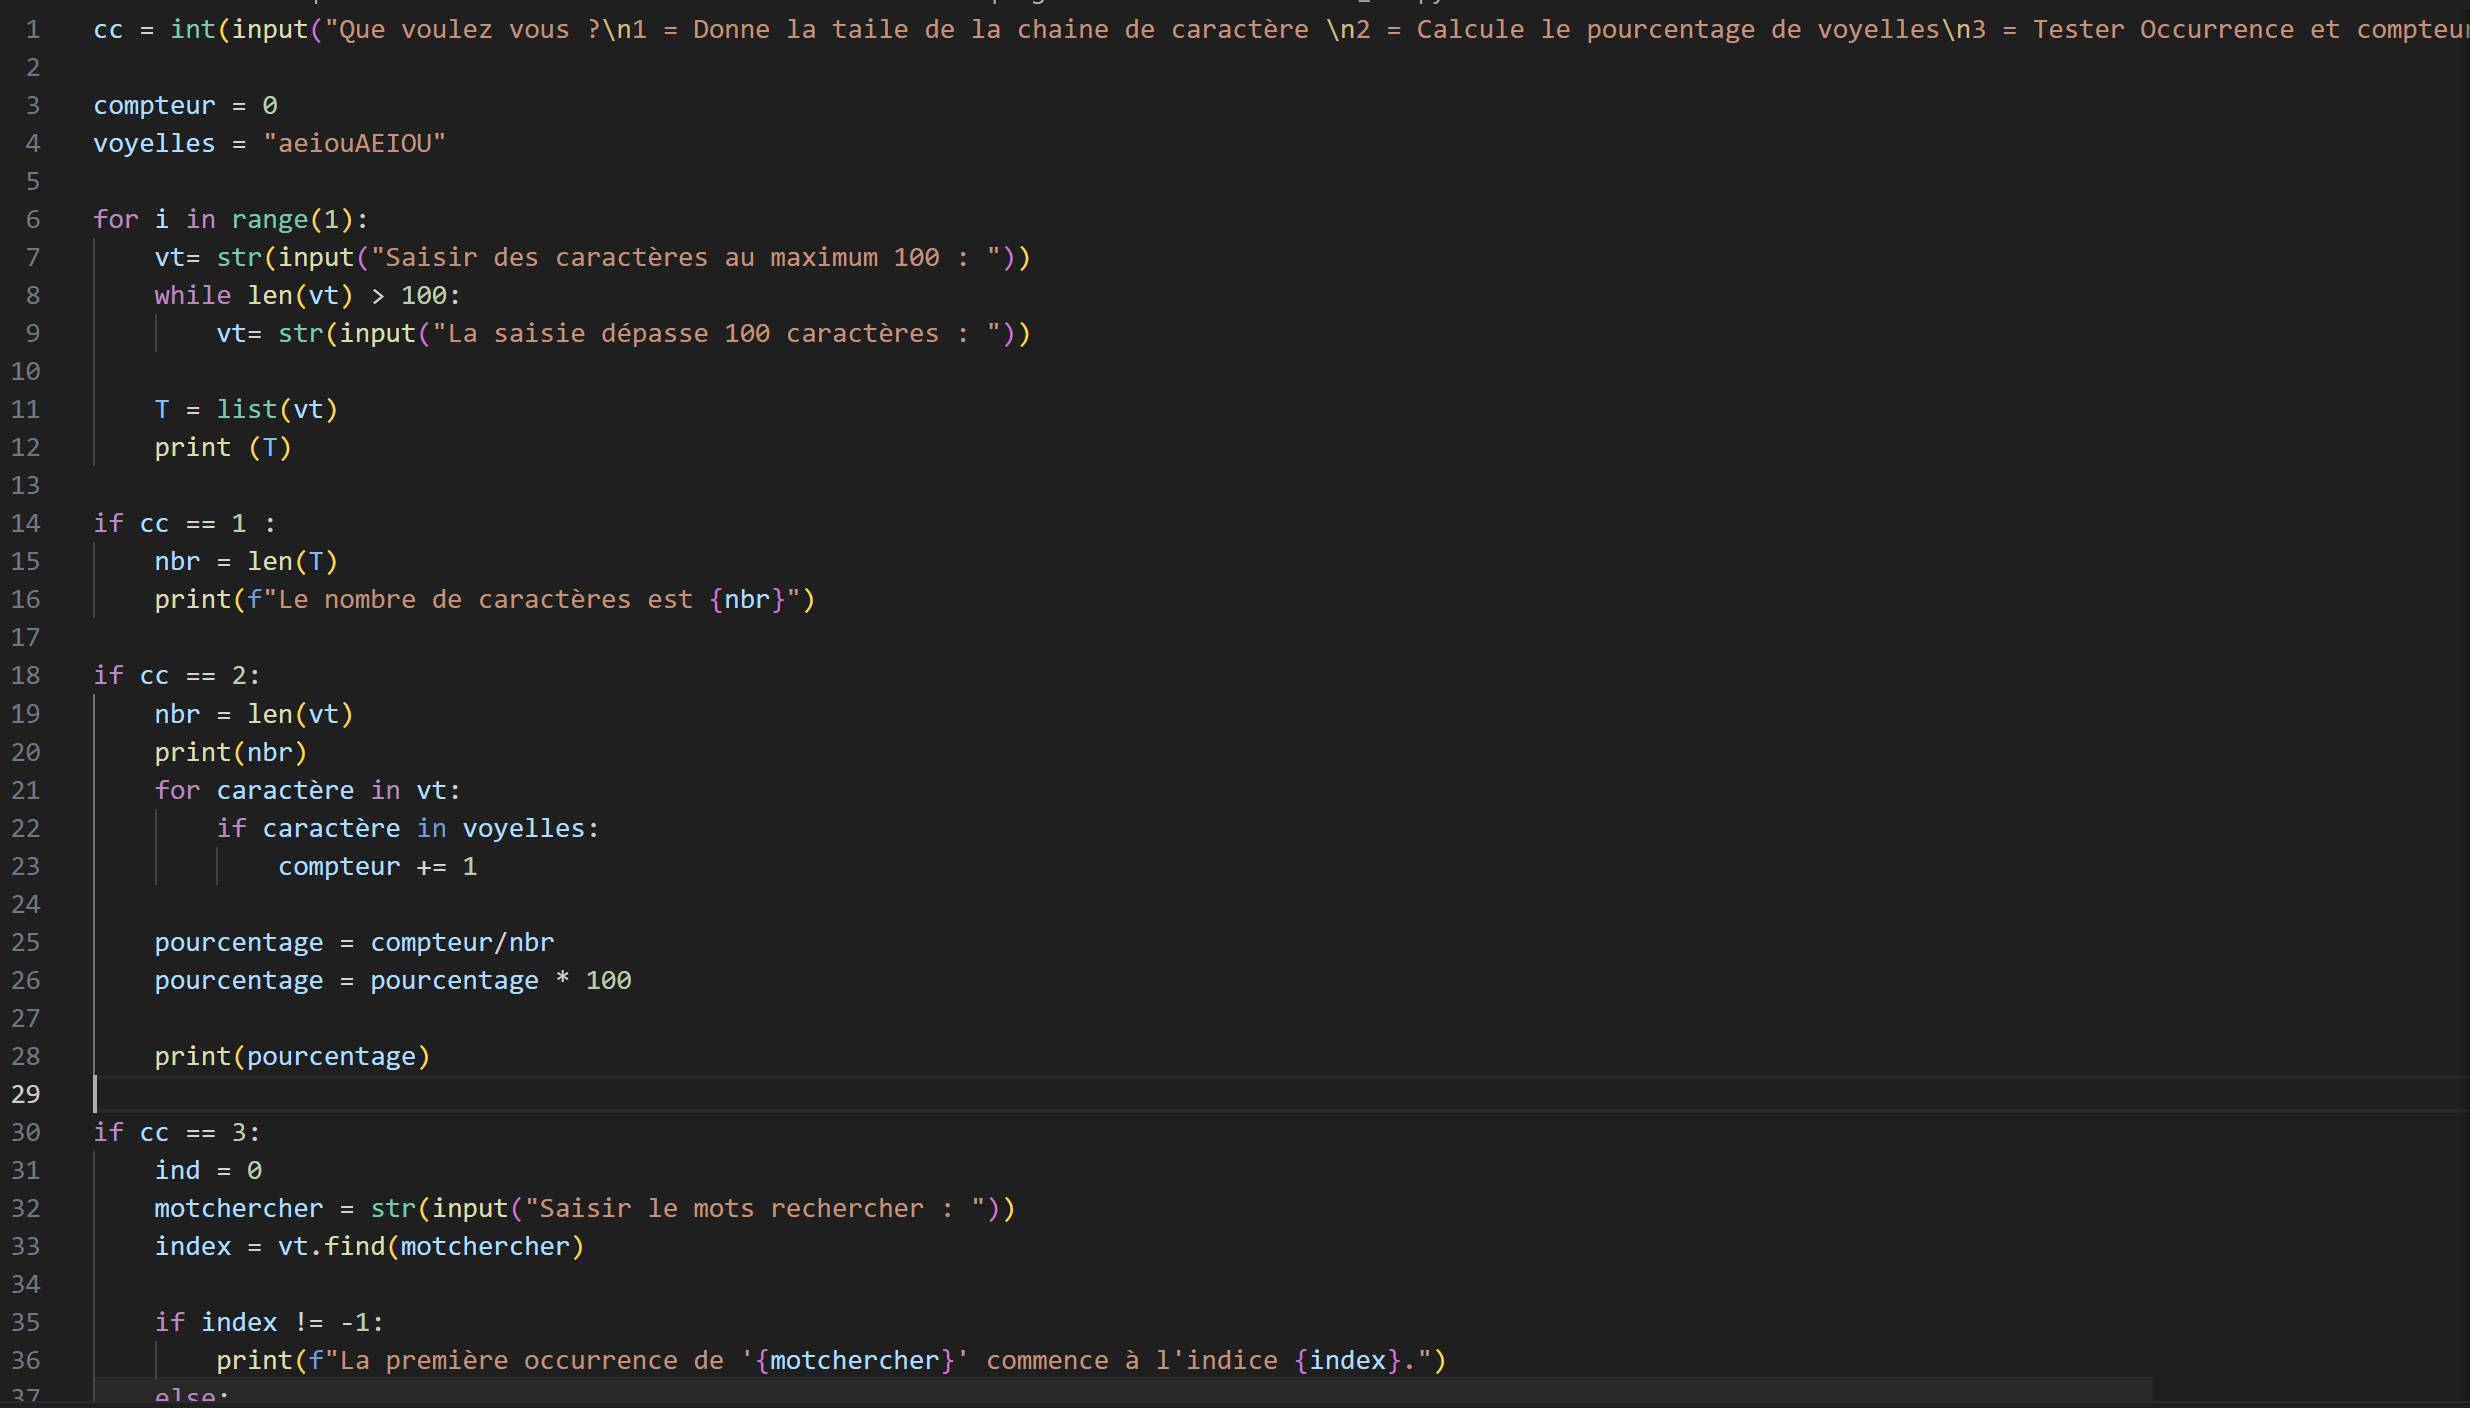 1 cc = int(input("Que voulez vous ?\n1 = Donne la taile de la chaine de caractère \n2 = Calcule le pourcentage de voyelles\n3 = Tester Occurrence et compteur
2
3 compteur = 0
4 voyelles = "aeiouAEIOU"
5
6 for i in range(1):
7 vt= str(input("Saisir des caractères au maximum 100 : "))
8 while len(vt) > 100:
9 vt= str(input("La saisie dépasse 100 caractères : "))
10
11 T = list(vt)
12 print (T)
13
14 if cc == 1 :
15 nbr = len(T)
16 print(f"Le nombre de caractères est {nbr}")
17
18 if cc == 2:
19 nbr = len(vt)
20 print(nbr)
21 for caractère in vt:
22 if caractère in voyelles:
23 compteur += 1
24
25 pourcentage = compteur/nbr
26 pourcentage = pourcentage * 100
27
28 print(pourcentage)
29
30 if cc == 3:
31 ind = 0
32 motchercher = str(input("Saisir le mots rechercher : "))
33 index = vt.find(motchercher)
34
35 if index != -1:
36 print(f"La première occurrence de '{motchercher}' commence à l'indice {index}.")
37 else: